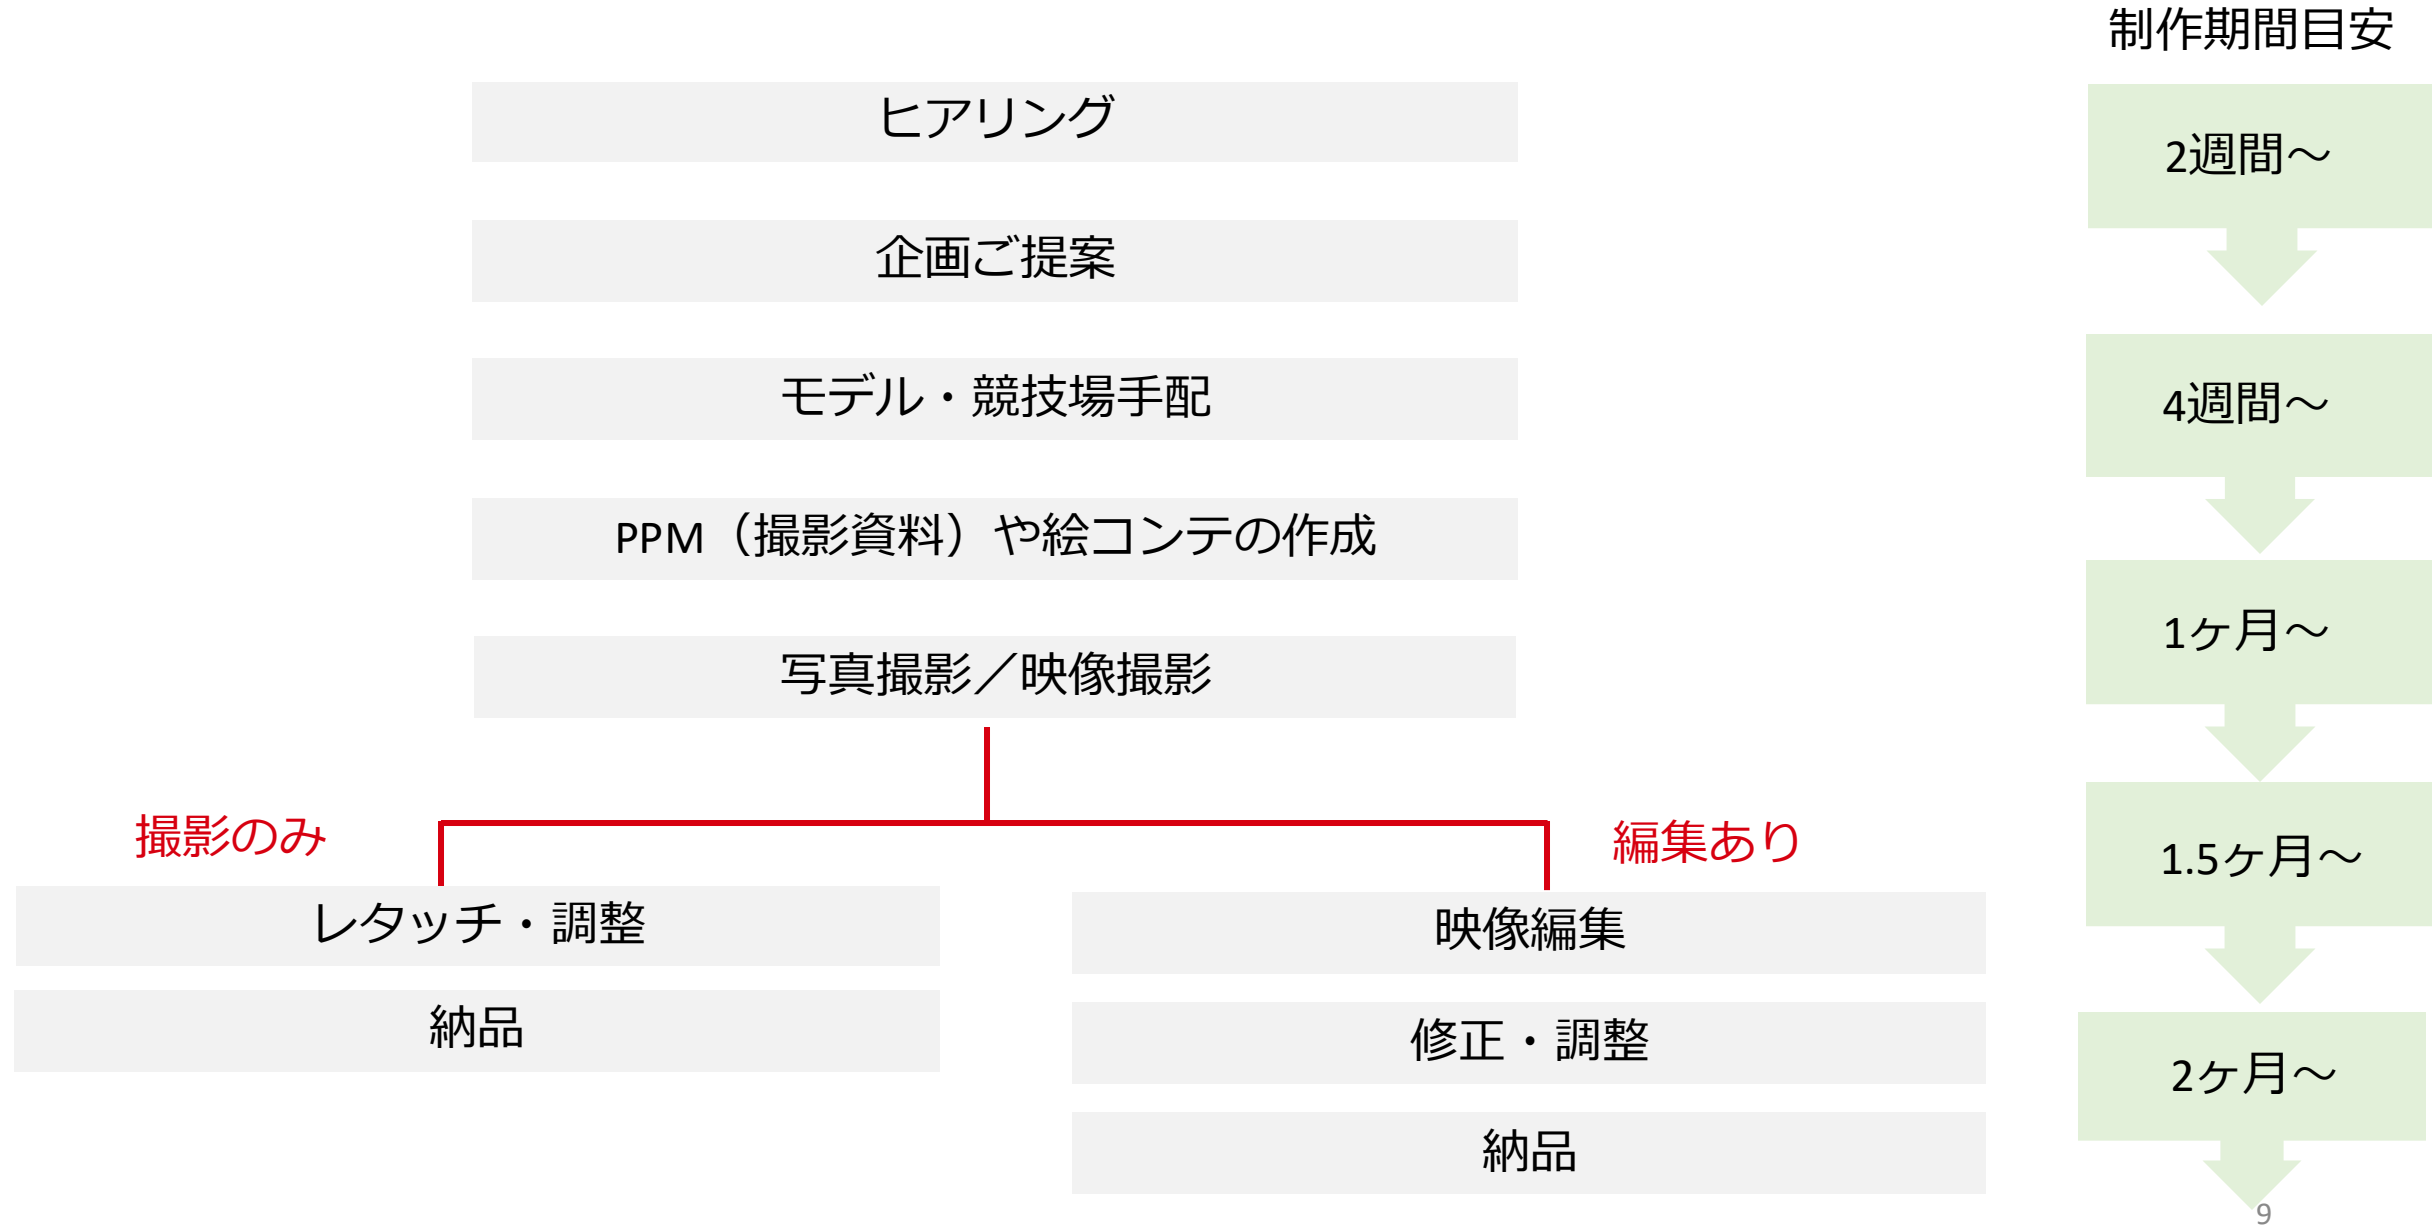 制作期間目安
ヒアリング
2週間～
企画ご提案
モデル・競技場手配
4週間～
PPM（撮影資料）や絵コンテの作成
1ヶ月～
写真撮影／映像撮影
撮影のみ
編集あり
1.5ヶ月～
レタッチ・調整
映像編集
納品
修正・調整
2ヶ月～
納品
9